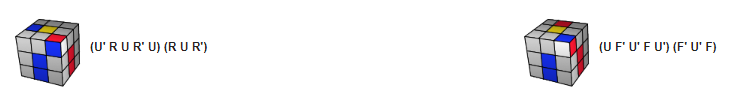 (U' R U R' U) (R U R')
(U F' U' F U') (F' U' F)